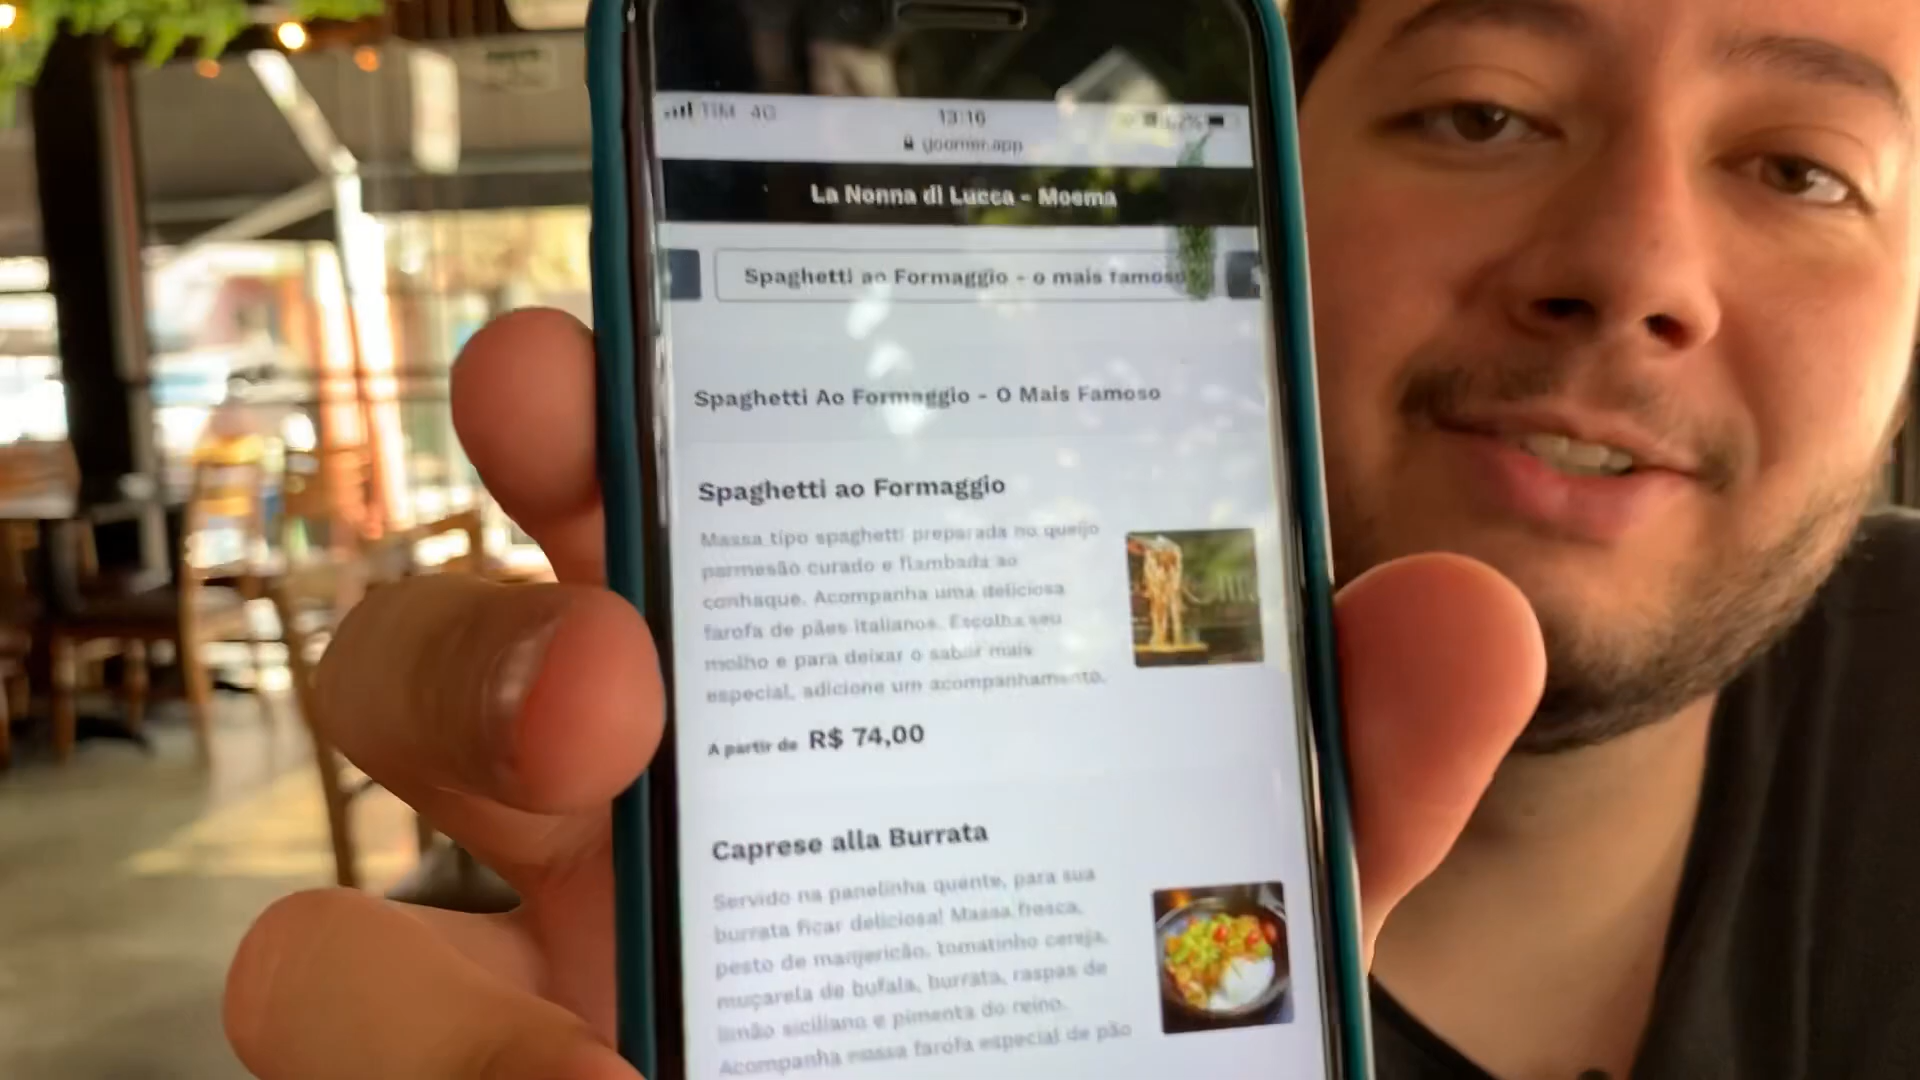 TIM 4G
13:16
goomer.app
La Nonna di Lucca - Moema
Spaghetti ao Formaggio - o mais famoso
Spaghetti Ao Formaggio - O Mais Famoso
Spaghetti ao Formaggio
Massa tipo spaghetti preparada no queijo
parmesão curado e flambada ao
conhaque. Acompanha uma deliciosa
farofa de pães italianos. Escolha seu
molho e para deixar o sabor mais
especial, adicione um acompanhamento.
A partir de R$ 74,00
Caprese alla Burrata
Servido na panelinha quente, para sua
burrata ficar deliciosa! Massa fresca,
pesto de manjericão, tomatinho cereja,
muçarela de bufala, burrata, raspas de
limão siciliano e pimenta do reino.
Acompanha nossa farofa especial de pão